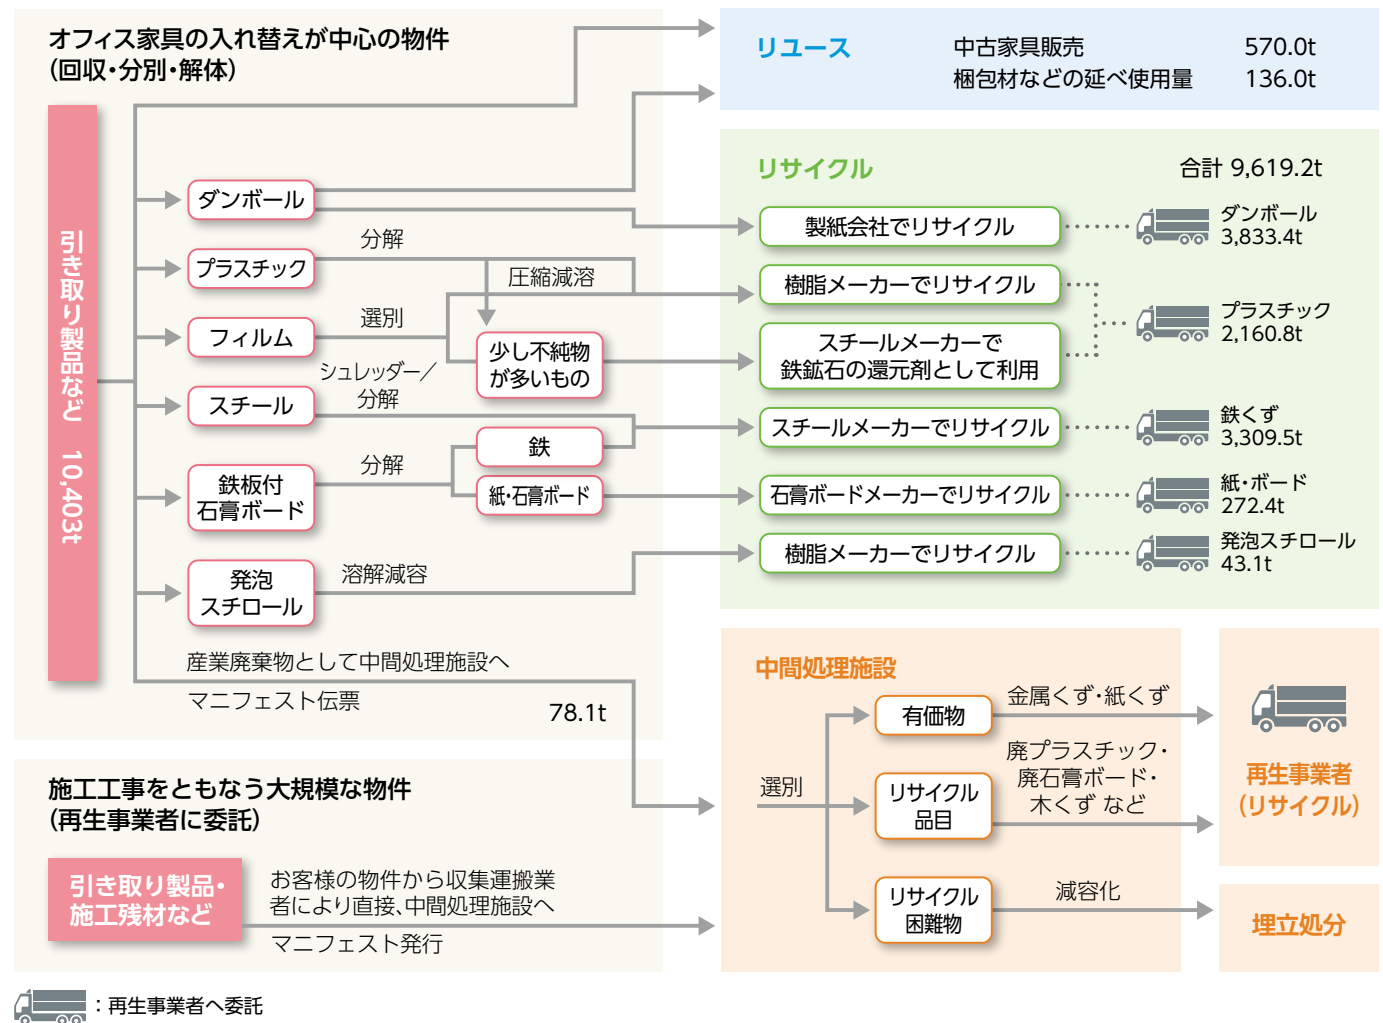 オフィス家具の入れ替えが中心の物件
(回収・分別・解体)
引き取り製品など 10,403t
ダンボール
プラスチック
分解
圧縮減溶
フィルム
選別
少し不純物
が多いもの
シュレッダー／
分解
スチール
鉄板付
石膏ボード
分解
鉄
紙・石膏ボード
発泡
スチロール
溶解減容
産業廃棄物として中間処理施設へ
マニフェスト伝票
78.1t
リユース
中古家具販売 570.0t
梱包材などの延べ使用量 136.0t
リサイクル 合計 9,619.2t
製紙会社でリサイクル
ダンボール
3,833.4t
樹脂メーカーでリサイクル
スチールメーカーで
鉄鉱石の還元剤として利用
プラスチック
2,160.8t
スチールメーカーでリサイクル
鉄くず
3,309.5t
石膏ボードメーカーでリサイクル
紙・ボード
272.4t
樹脂メーカーでリサイクル
発泡スチロール
43.1t
施工工事をともなう大規模な物件
(再生事業者に委託)
引き取り製品・
施工残材など
お客様の物件から収集運搬業
者により直接、中間処理施設へ
マニフェスト発行
中間処理施設
選別
有価物
金属くず・紙くず
リサイクル
品目
廃プラスチック・
廃石膏ボード・
木くず など
リサイクル
困難物
減容化
再生事業者
(リサイクル)
埋立処分
：再生事業者へ委託